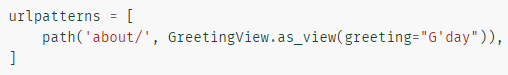 urlpatterns = [
    path('about/', GreetingView.as_view(greeting="G'day")),
]